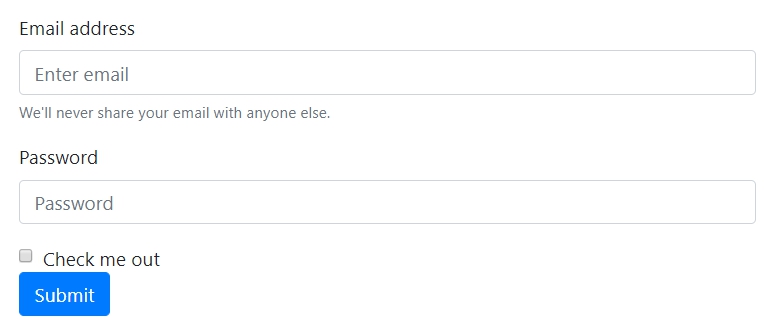 Email address
Enter email
We'll never share your email with anyone else.
Password
Password
Check me out
Submit